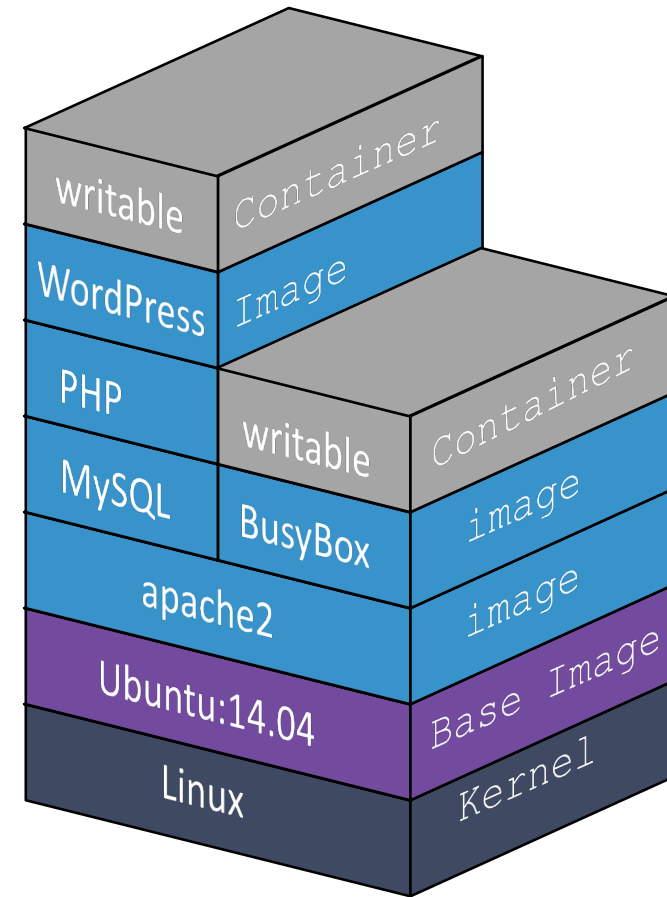 writable
Container
WordPress
Image
PHP
writable
Container
MySQL
BusyBox
image
apache2
image
Ubuntu:14.04
Base Image
Linux
Kernel